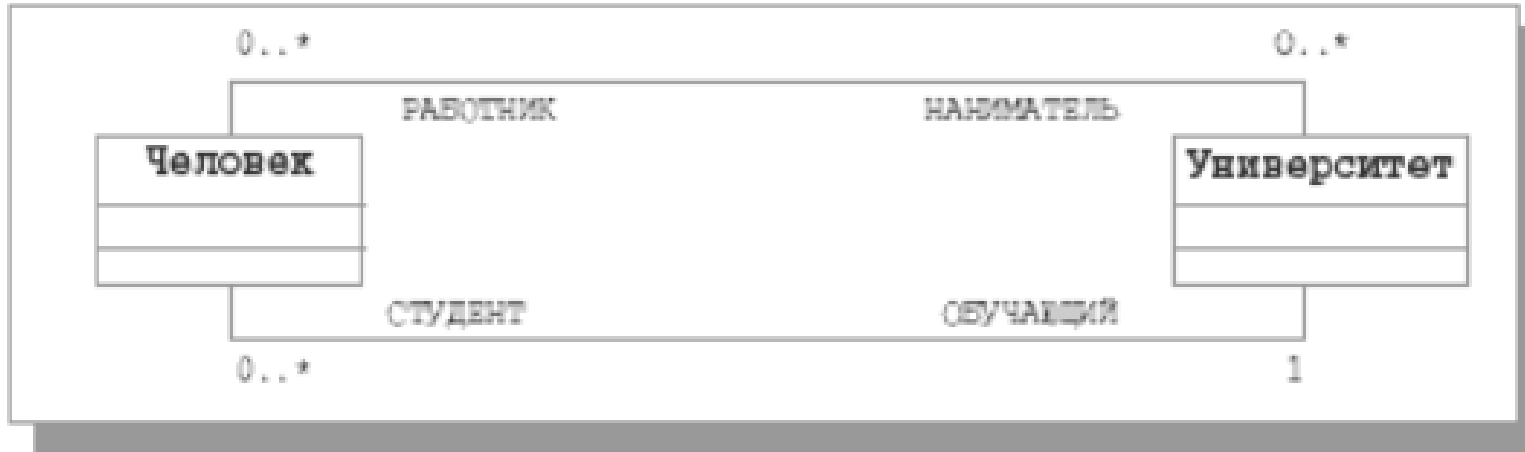 0..* 0..*
РАБОТНИК НАНИМАТЕЛЬ
Человек Университет
СТУДЕНТ ОБУЧАЮЩИЙ
0..* 1